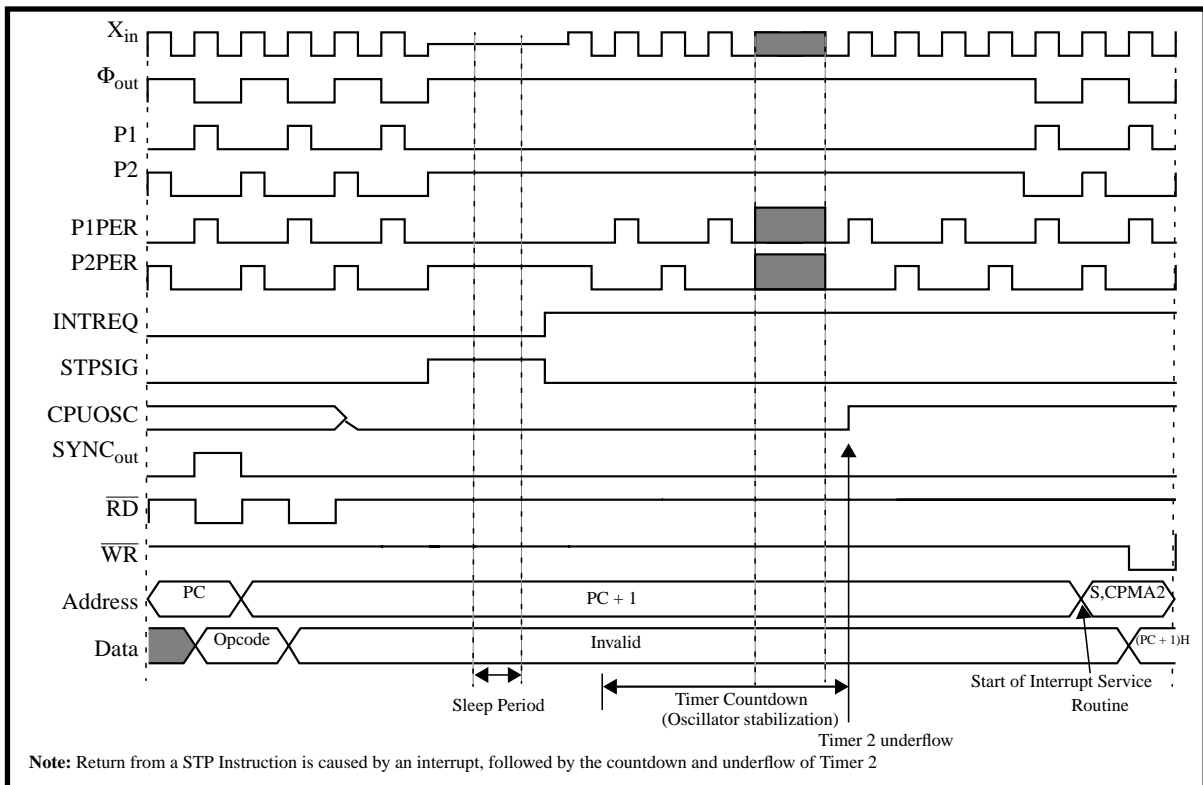 Xin
Φout
P1
P2
P1PER
P2PER
INTREQ
STPSIG
CPUOSC
SYNCout
RD
WR
Address PC PC + 1 S,CPMA2
Data Opcode Invalid (PC + 1)H
Sleep Period
Timer Countdown
(Oscillator stabilization)
Start of Interrupt Service
Routine
Timer 2 underflow
Note: Return from a STP Instruction is caused by an interrupt, followed by the countdown and underflow of Timer 2